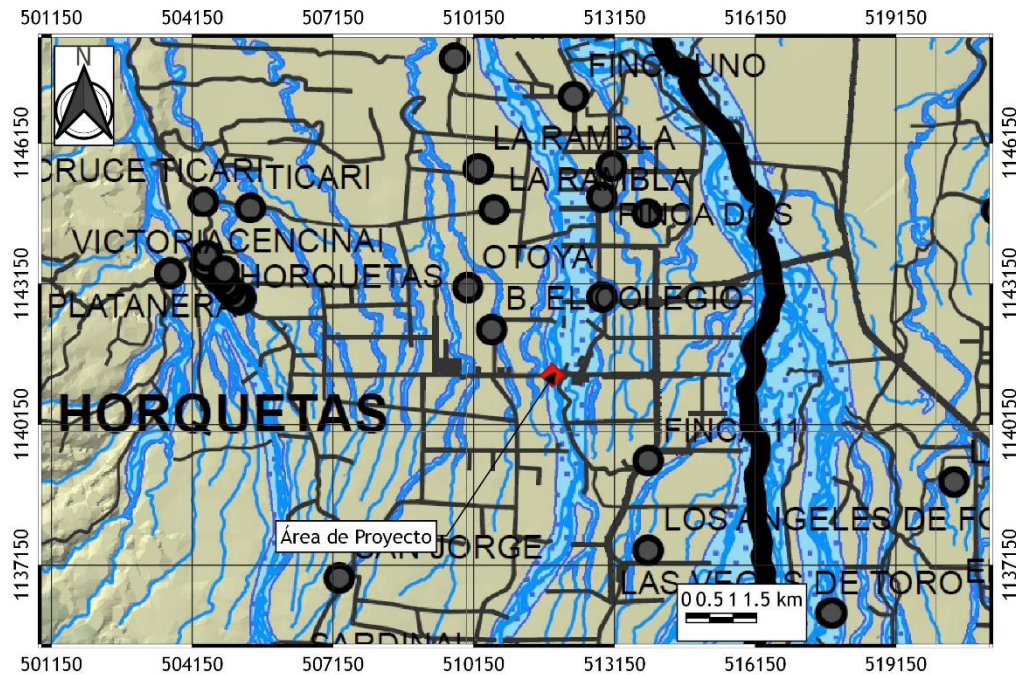 501150 504150 507150 510150 513150 516150 519150
N
FINCA UNO
1146150 1146150
LA RAMBLA
CRUCE TICARI TICARI
LA RAMBLA
FINCA DOS
VICTORIA CENCINAI
OTOYA
1143150 1143150
HORQUETAS
PLATANERA
B. EL COLEGIO
HORQUETAS
1140150 1140150
FINCA 11
LOS ANGELES DE FO
Área de Proyecto
SAN JORGE
1137150 1137150
LAS VEGAS DE TORO
0 0.5 1 1.5 km
SARDINAL
501150 504150 507150 510150 513150 516150 519150